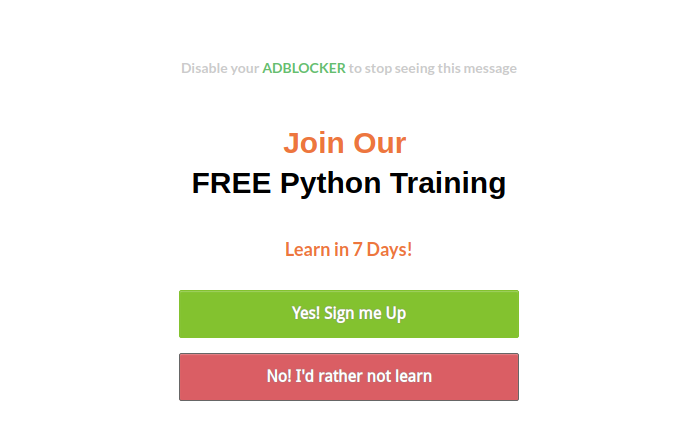 Disable your ADBLOCKER to stop seeing this message
Join Our
FREE Python Training
Learn in 7 Days!
Yes! Sign me Up
No! I'd rather not learn